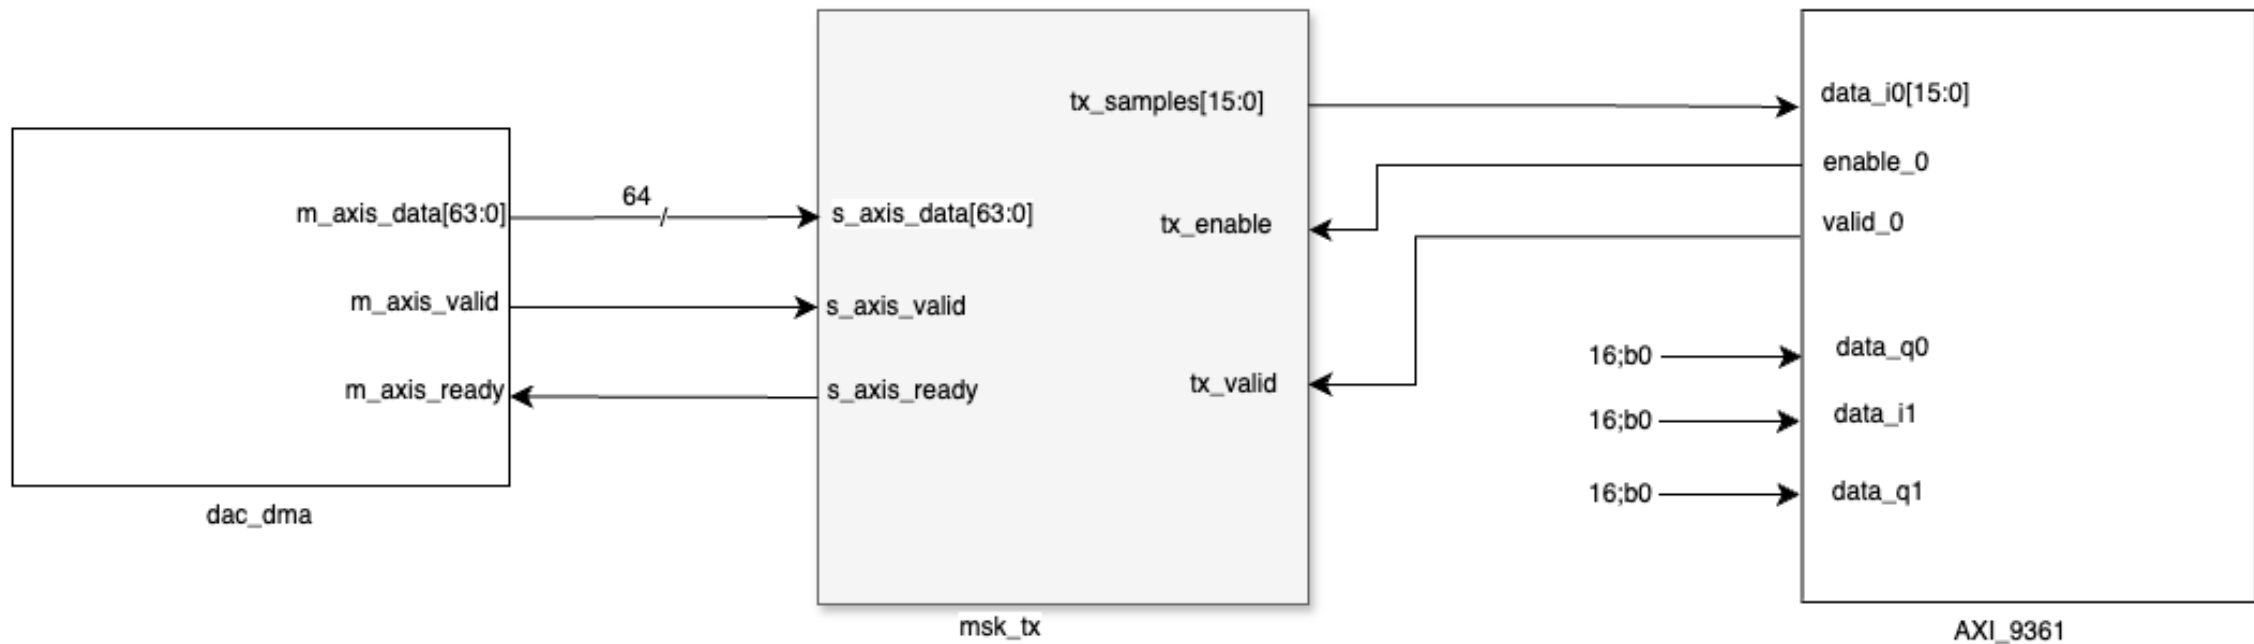 m_axis_data[63:0]
m_axis_valid
m_axis_ready
dac_dma
64
/
tx_samples[15:0]
s_axis_data[63:0]
tx_enable
s_axis_valid
tx_valid
s_axis_ready
msk_tx
data_i0[15:0]
enable_0
valid_0
16;b0
data_q0
16;b0
data_i1
16;b0
data_q1
AXI_9361